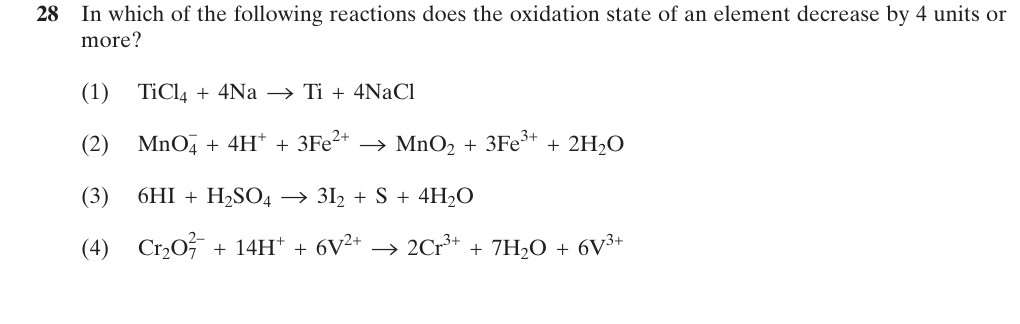 28 In which of the following reactions does the oxidation state of an element decrease by 4 units or
more?
(1) TiCl₄ + 4Na → Ti + 4NaCl
(2) MnO₄⁻ + 4H⁺ + 3Fe²⁺ → MnO₂ + 3Fe³⁺ + 2H₂O
(3) 6HI + H₂SO₄ → 3I₂ + S + 4H₂O
(4) Cr₂O₇²⁻ + 14H⁺ + 6V²⁺ → 2Cr³⁺ + 7H₂O + 6V³⁺